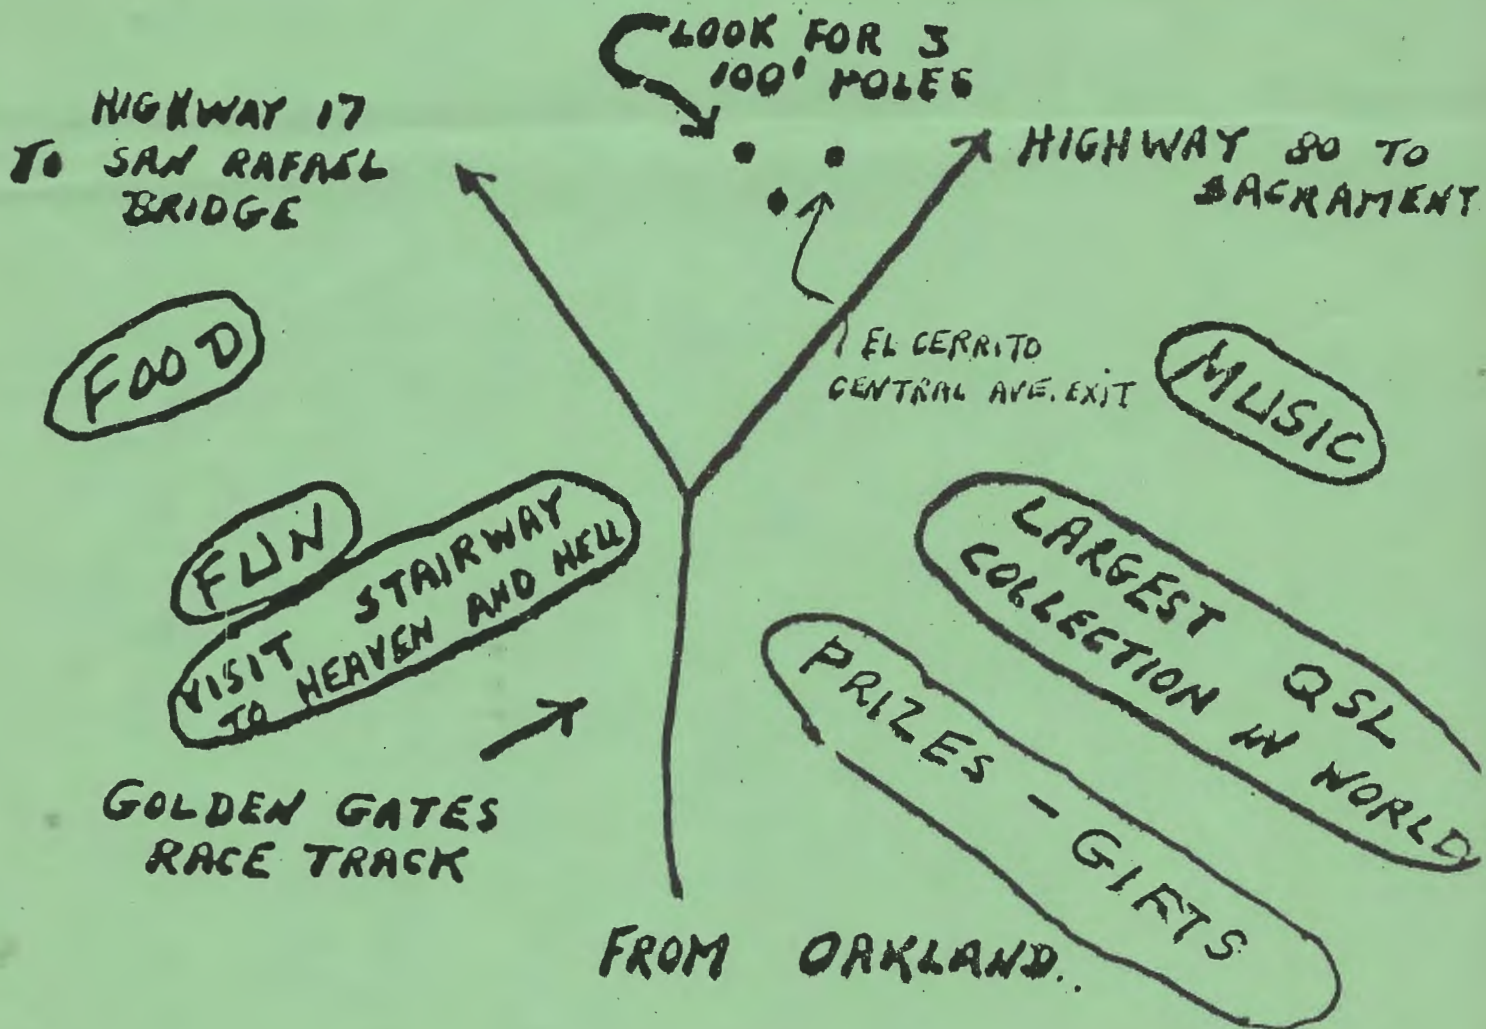 LOOK FOR 3
100' POLES
HIGHWAY 17
TO SAN RAFAEL
BRIDGE
HIGHWAY 80 TO
SACRAMENT
FOOD
EL CERRITO
CENTRAL AVE. EXIT
MUSIC
FUN
VISIT STAIRWAY
TO HEAVEN AND HELL
LARGEST QSL
COLLECTION IN WORLD
PRIZES - GIFTS
GOLDEN GATES
RACE TRACK
FROM OAKLAND..